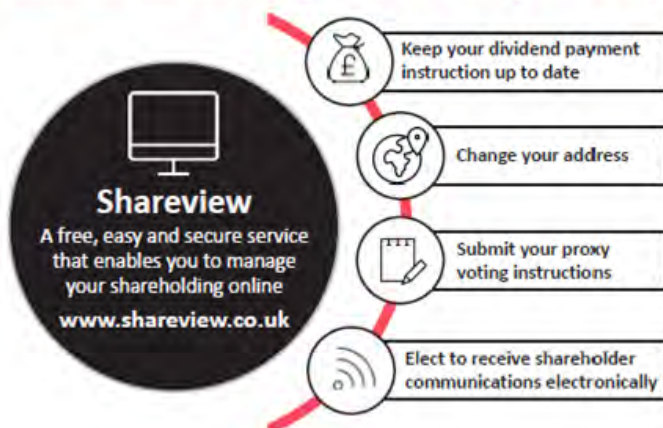 Shareview
A free, easy and secure service
that enables you to manage
your shareholding online
www.shareview.co.uk
£
Keep your dividend payment
instruction up to date
Change your address
Submit your proxy
voting instructions
Elect to receive shareholder
communications electronically